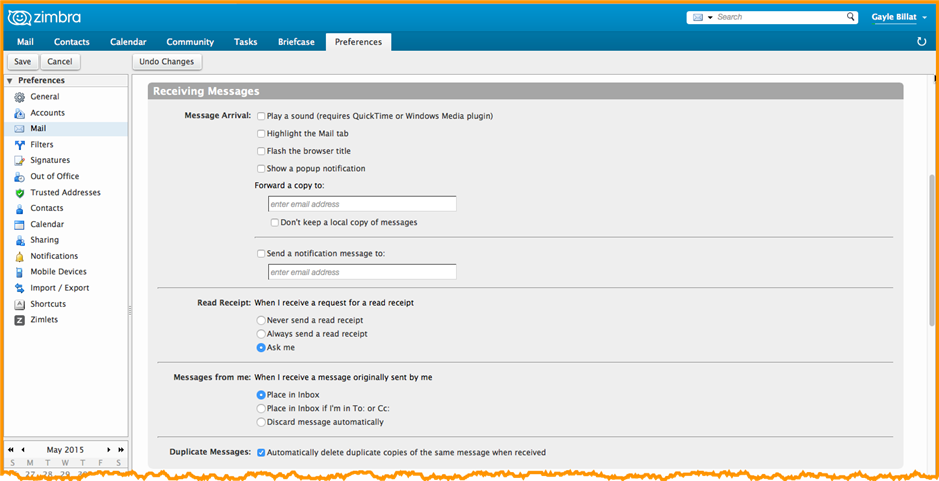 zimbra
Search
Gayle Billat
Mail Contacts Calendar Community Tasks Briefcase Preferences
Save Cancel Undo Changes
Preferences
General
Accounts
Mail
Filters
Signatures
Out of Office
Trusted Addresses
Contacts
Calendar
Sharing
Notifications
Mobile Devices
Import / Export
Shortcuts
Zimlets
May 2015
S M T W T F S
27 28 29 30
Receiving Messages
Message Arrival: Play a sound (requires QuickTime or Windows Media plugin)
Highlight the Mail tab
Flash the browser title
Show a popup notification
Forward a copy to:
enter email address
Don't keep a local copy of messages
Send a notification message to:
enter email address
Read Receipt: When I receive a request for a read receipt
Never send a read receipt
Always send a read receipt
Ask me
Messages from me: When I receive a message originally sent by me
Place in Inbox
Place in Inbox if I'm in To: or Cc:
Discard message automatically
Duplicate Messages: Automatically delete duplicate copies of the same message when received